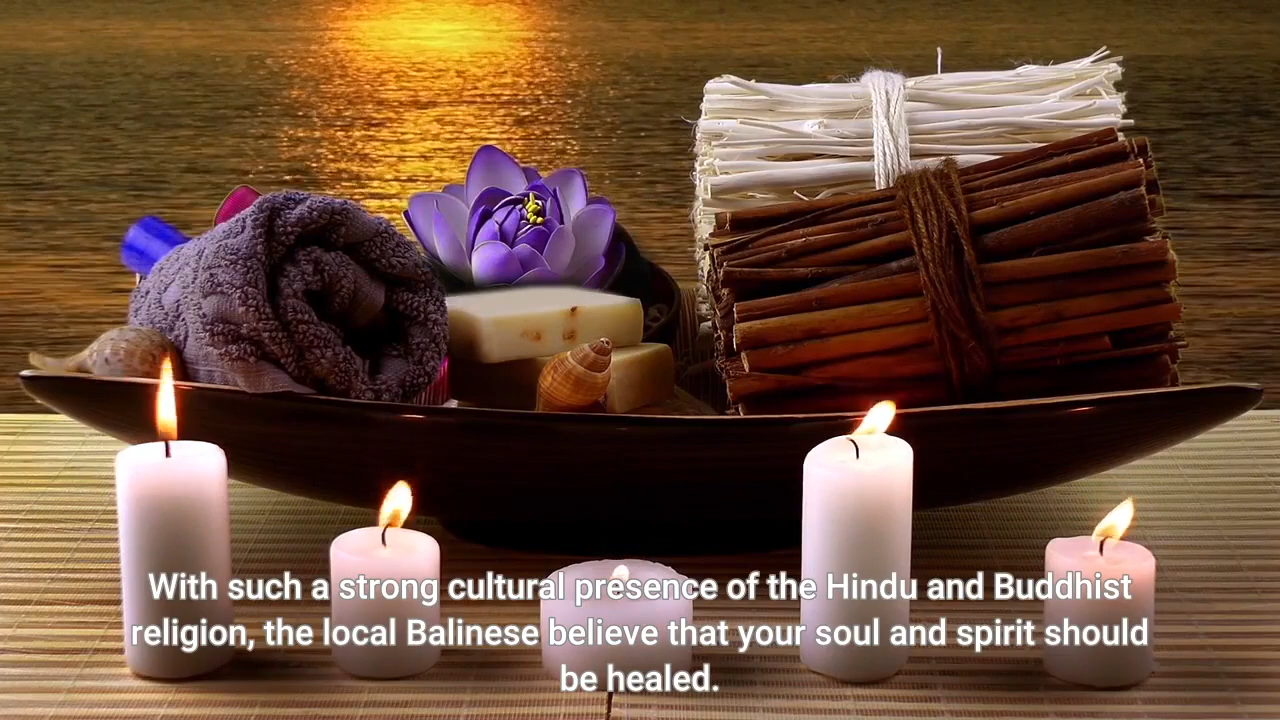 With such a strong cultural presence of the Hindu and Buddhist
religion, the local Balinese believe that your soul and spirit should
be healed.